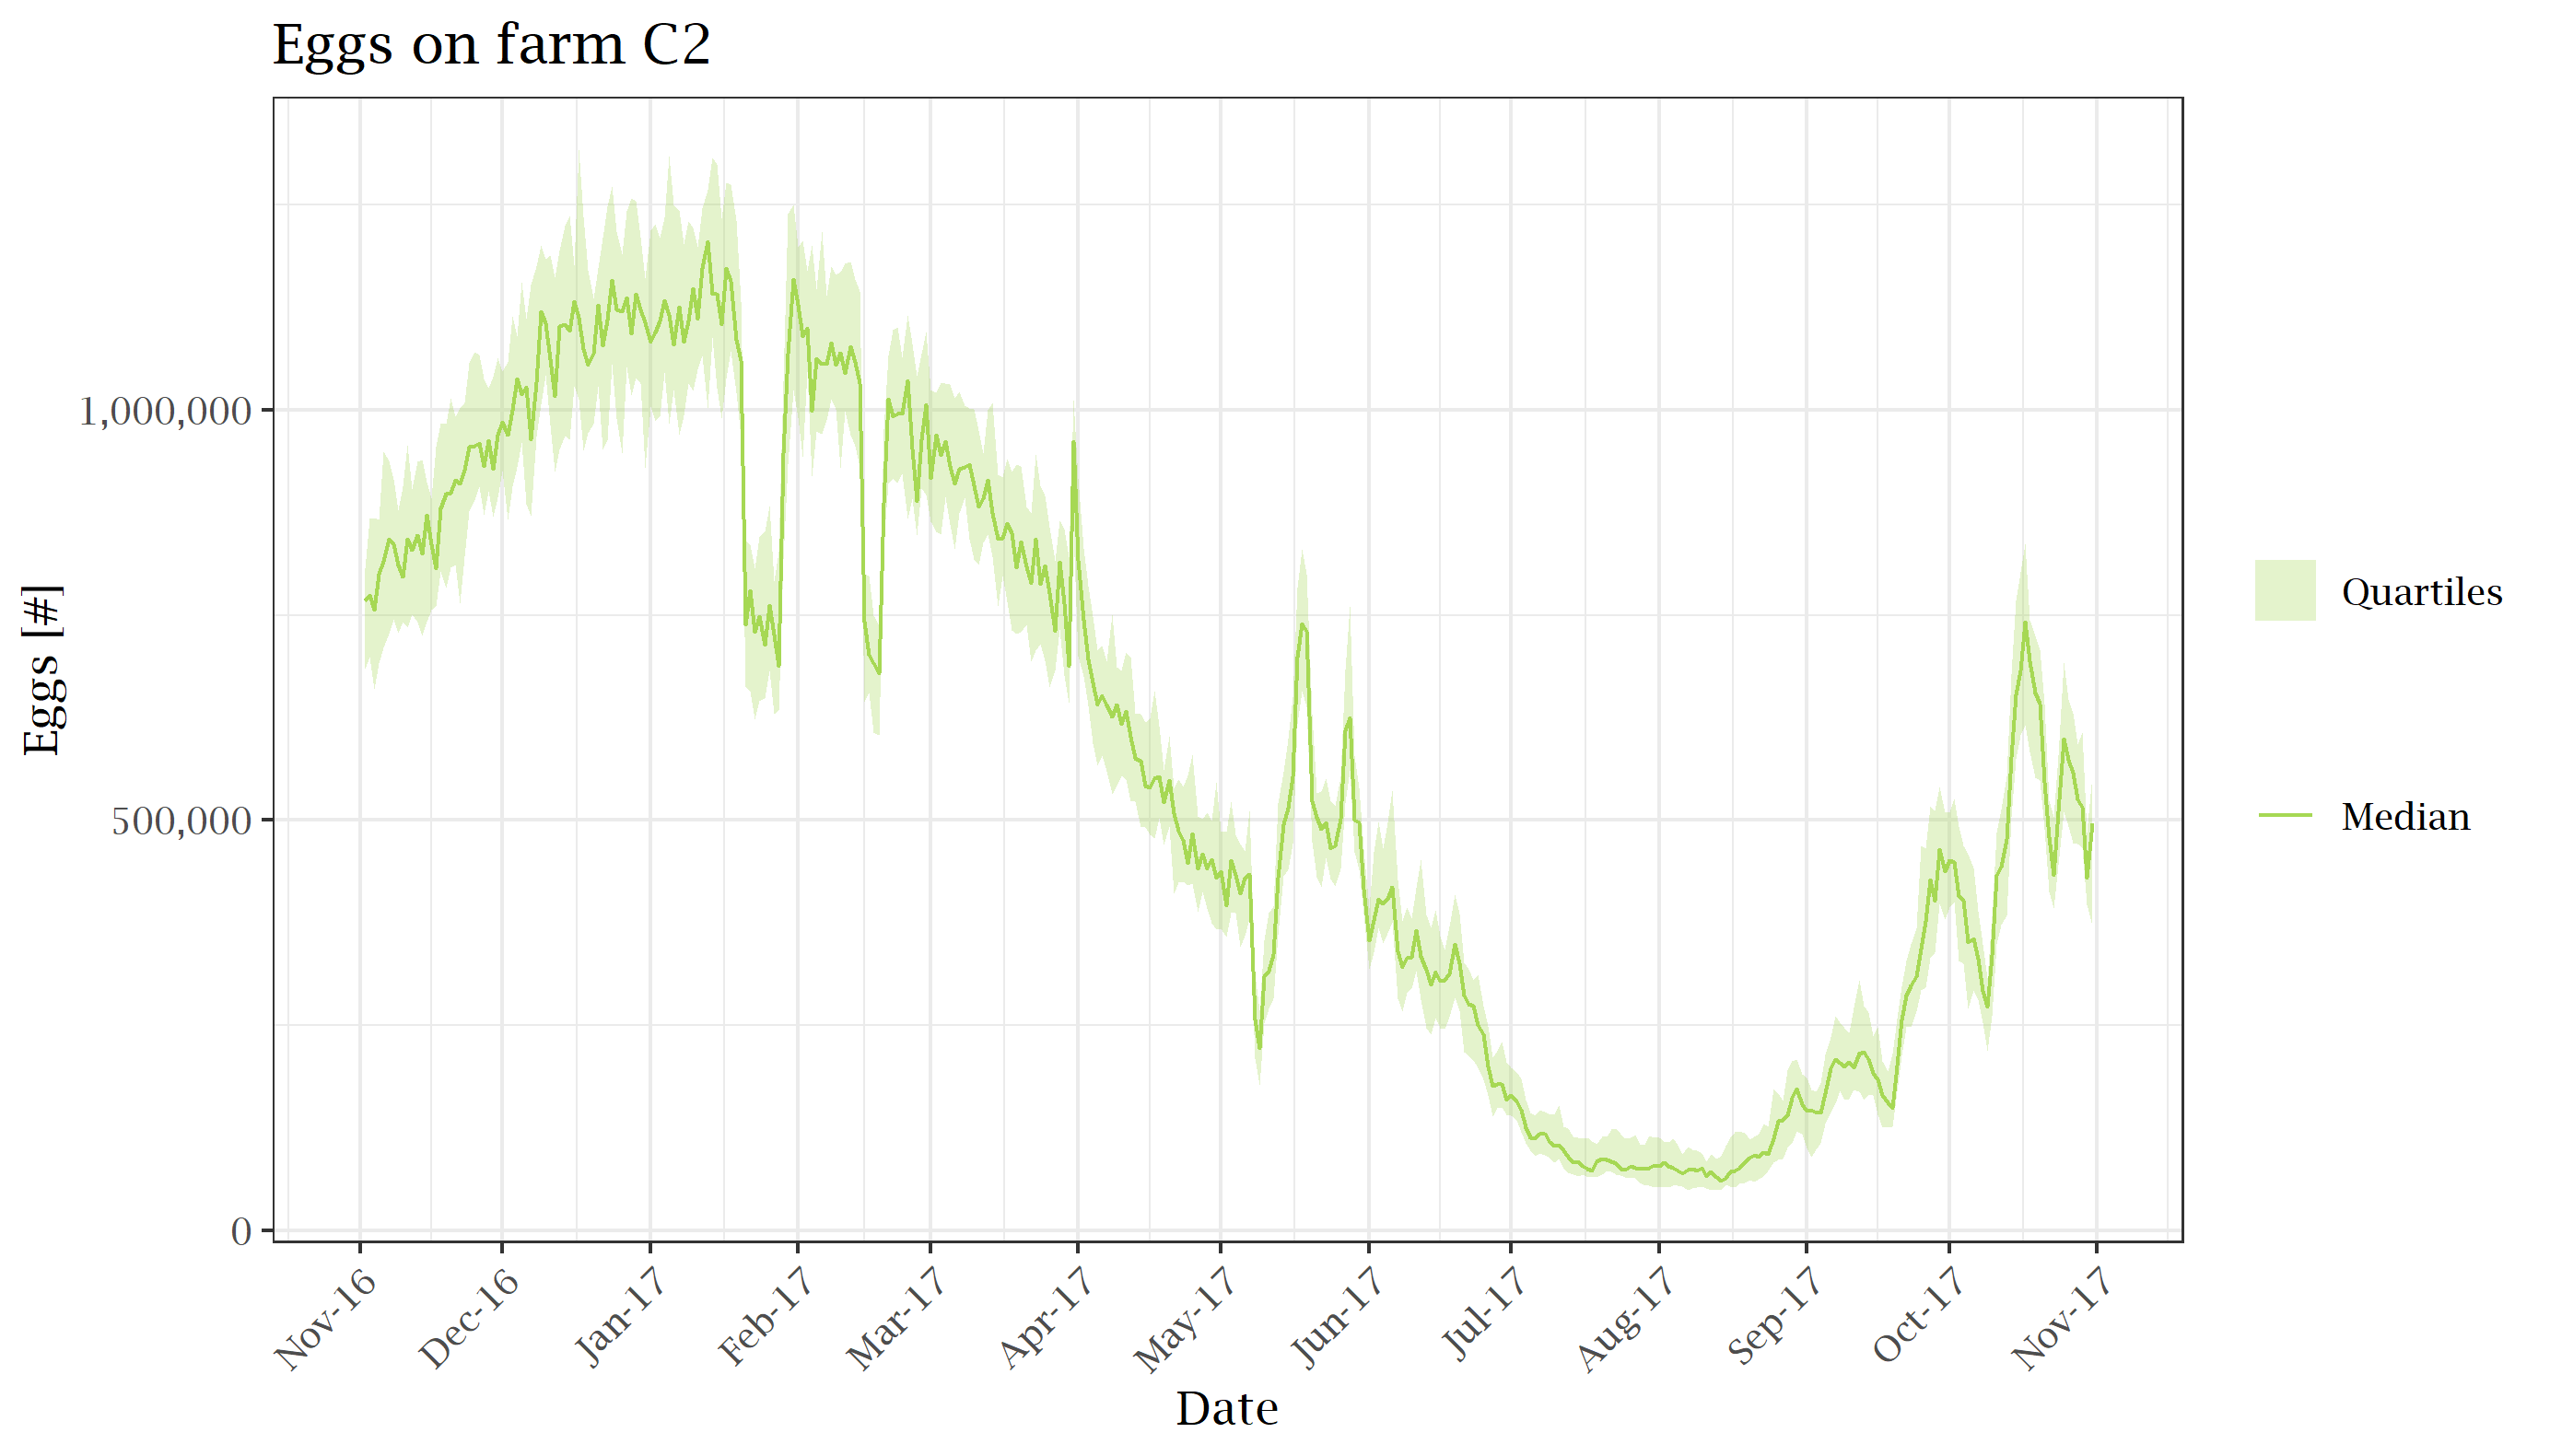 Eggs on farm C2
Eggs [#]
1,000,000
500,000
0
Nov-16
Dec-16
Jan-17
Feb-17
Mar-17
Apr-17
May-17
Jun-17
Jul-17
Aug-17
Sep-17
Oct-17
Nov-17
Date
Quartiles
Median